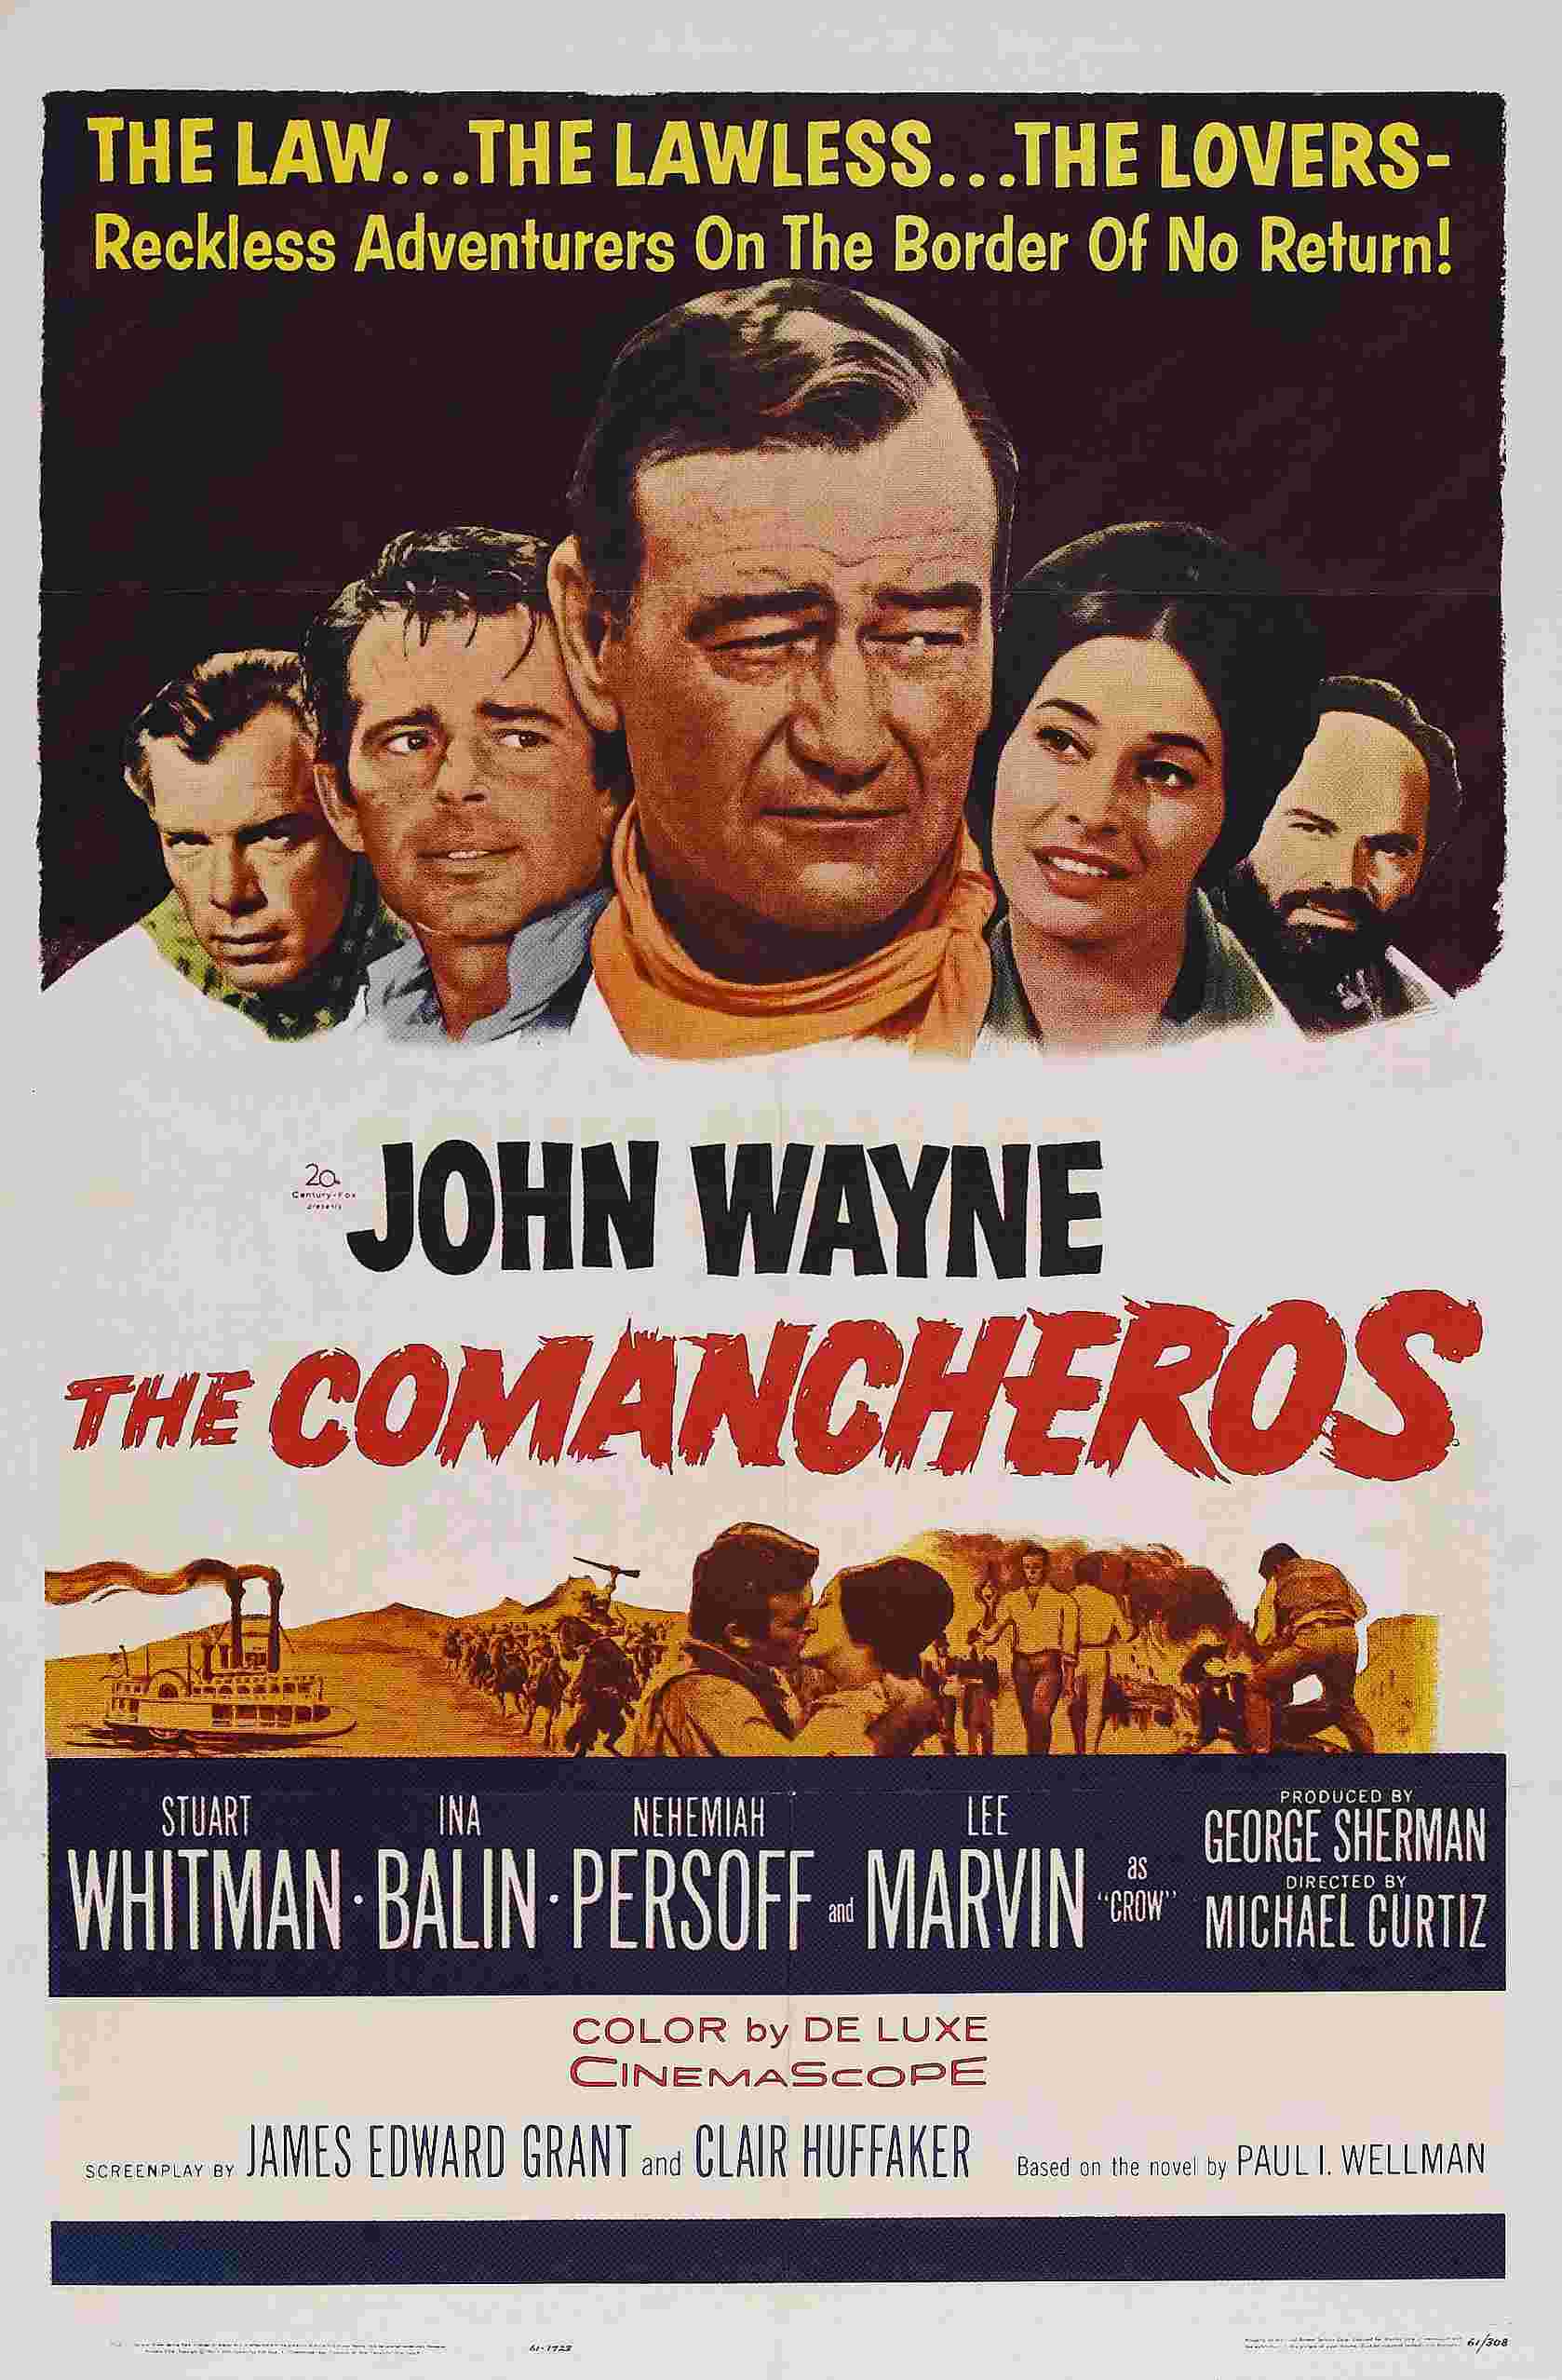 THE LAW...THE LAWLESS...THE LOVERS-
Reckless Adventurers On The Border Of No Return!
20
Century-Fox
presents
JOHN WAYNE
THE COMANCHEROS
STUART WHITMAN · INA BALIN · NEHEMIAH PERSOFF and LEE MARVIN as "CROW"
PRODUCED BY
GEORGE SHERMAN
DIRECTED BY
MICHAEL CURTIZ
COLOR by DE LUXE
CINEMASCOPE
SCREENPLAY BY JAMES EDWARD GRANT and CLAIR HUFFAKER Based on the novel by PAUL I. WELLMAN
61/308